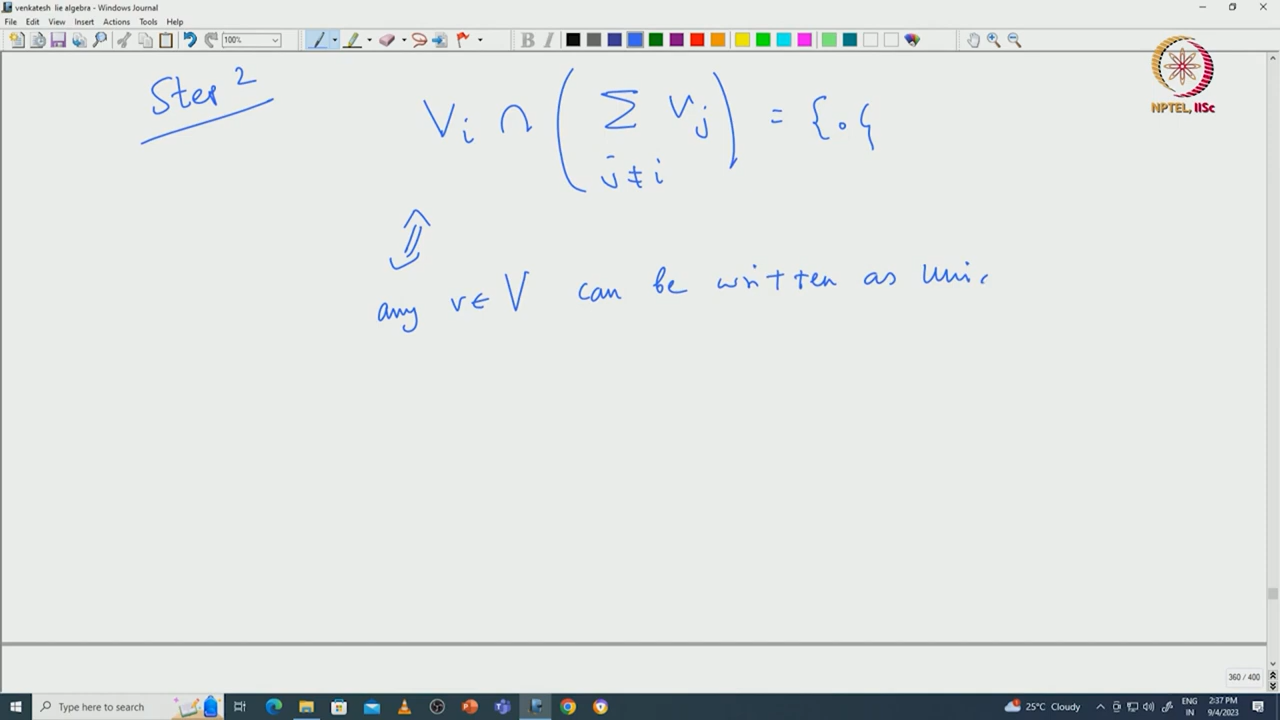 venkatesh lie algebra - Windows Journal
File Edit View Insert Actions Tools Help
100%
B I
NPTEL, IISc
Step 2
V_i ∩ ( ∑_{j≠i} V_j ) = {0}
⇕
any v ∈ V can be written as uni
360 / 400
Type here to search
25°C Cloudy
ENG
IN
2:37 PM
9/4/2023